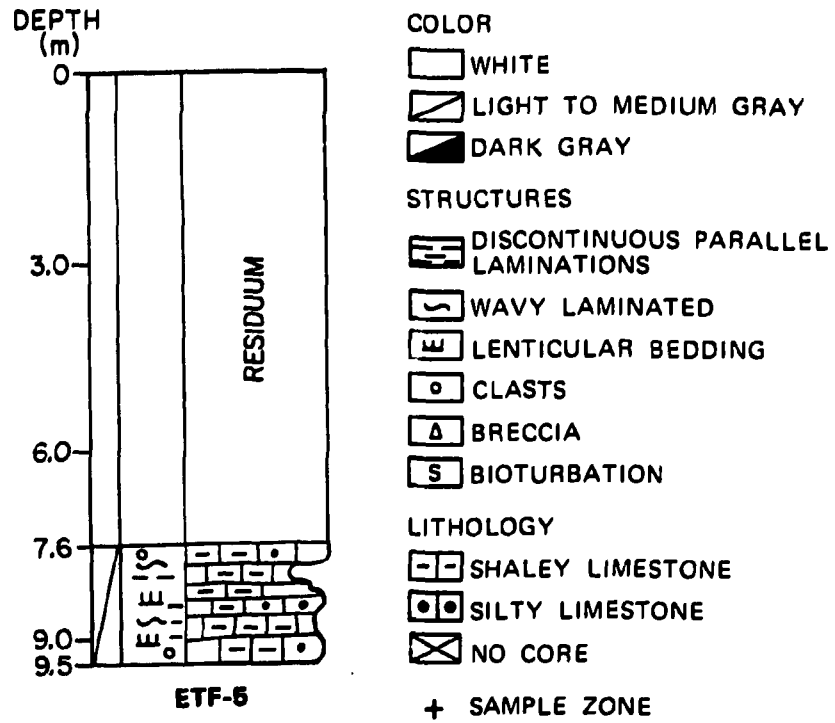 DEPTH
(m)
0
3.0
6.0
7.6
9.0
9.5
RESIDUUM
ETF-5
COLOR
WHITE
LIGHT TO MEDIUM GRAY
DARK GRAY
STRUCTURES
DISCONTINUOUS PARALLEL
LAMINATIONS
WAVY LAMINATED
LENTICULAR BEDDING
CLASTS
BRECCIA
S BIOTURBATION
LITHOLOGY
SHALEY LIMESTONE
SILTY LIMESTONE
NO CORE
+ SAMPLE ZONE